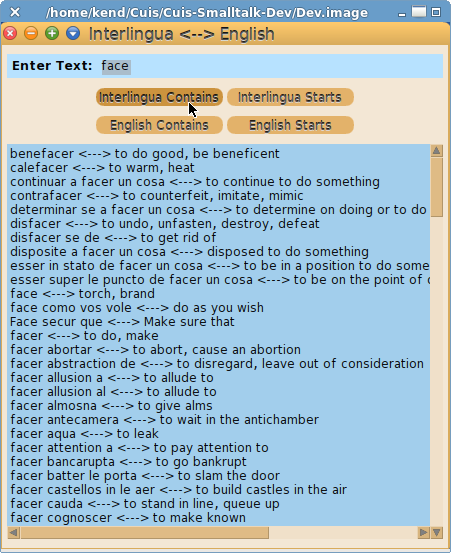 /home/kend/Cuis/Cuis-Smalltalk-Dev/Dev.image
Interlingua <--> English
Enter Text: face
Interlingua Contains Interlingua Starts
English Contains English Starts
benefacer <---> to do good, be beneficent
calefacer <---> to warm, heat
continuar a facer un cosa <---> to continue to do something
contrafacer <---> to counterfeit, imitate, mimic
determinar se a facer un cosa <---> to determine on doing or to do
disfacer <---> to undo, unfasten, destroy, defeat
disfacer se de <---> to get rid of
disposite a facer un cosa <---> disposed to do something
esser in stato de facer un cosa <---> to be in a position to do some
esser super le puncto de facer un cosa <---> to be on the point of
face <---> torch, brand
face como vos vole <---> do as you wish
Face secur que <---> Make sure that
facer <---> to do, make
facer abortar <---> to abort, cause an abortion
facer abstraction de <---> to disregard, leave out of consideration
facer allusion a <---> to allude to
facer allusion al <---> to allude to
facer almosna <---> to give alms
facer antecamera <---> to wait in the antichamber
facer aqua <---> to leak
facer attention a <---> to pay attention to
facer bancarupta <---> to go bankrupt
facer batter le porta <---> to slam the door
facer castellos in le aer <---> to build castles in the air
facer cauda <---> to stand in line, queue up
facer cognoscer <---> to make known